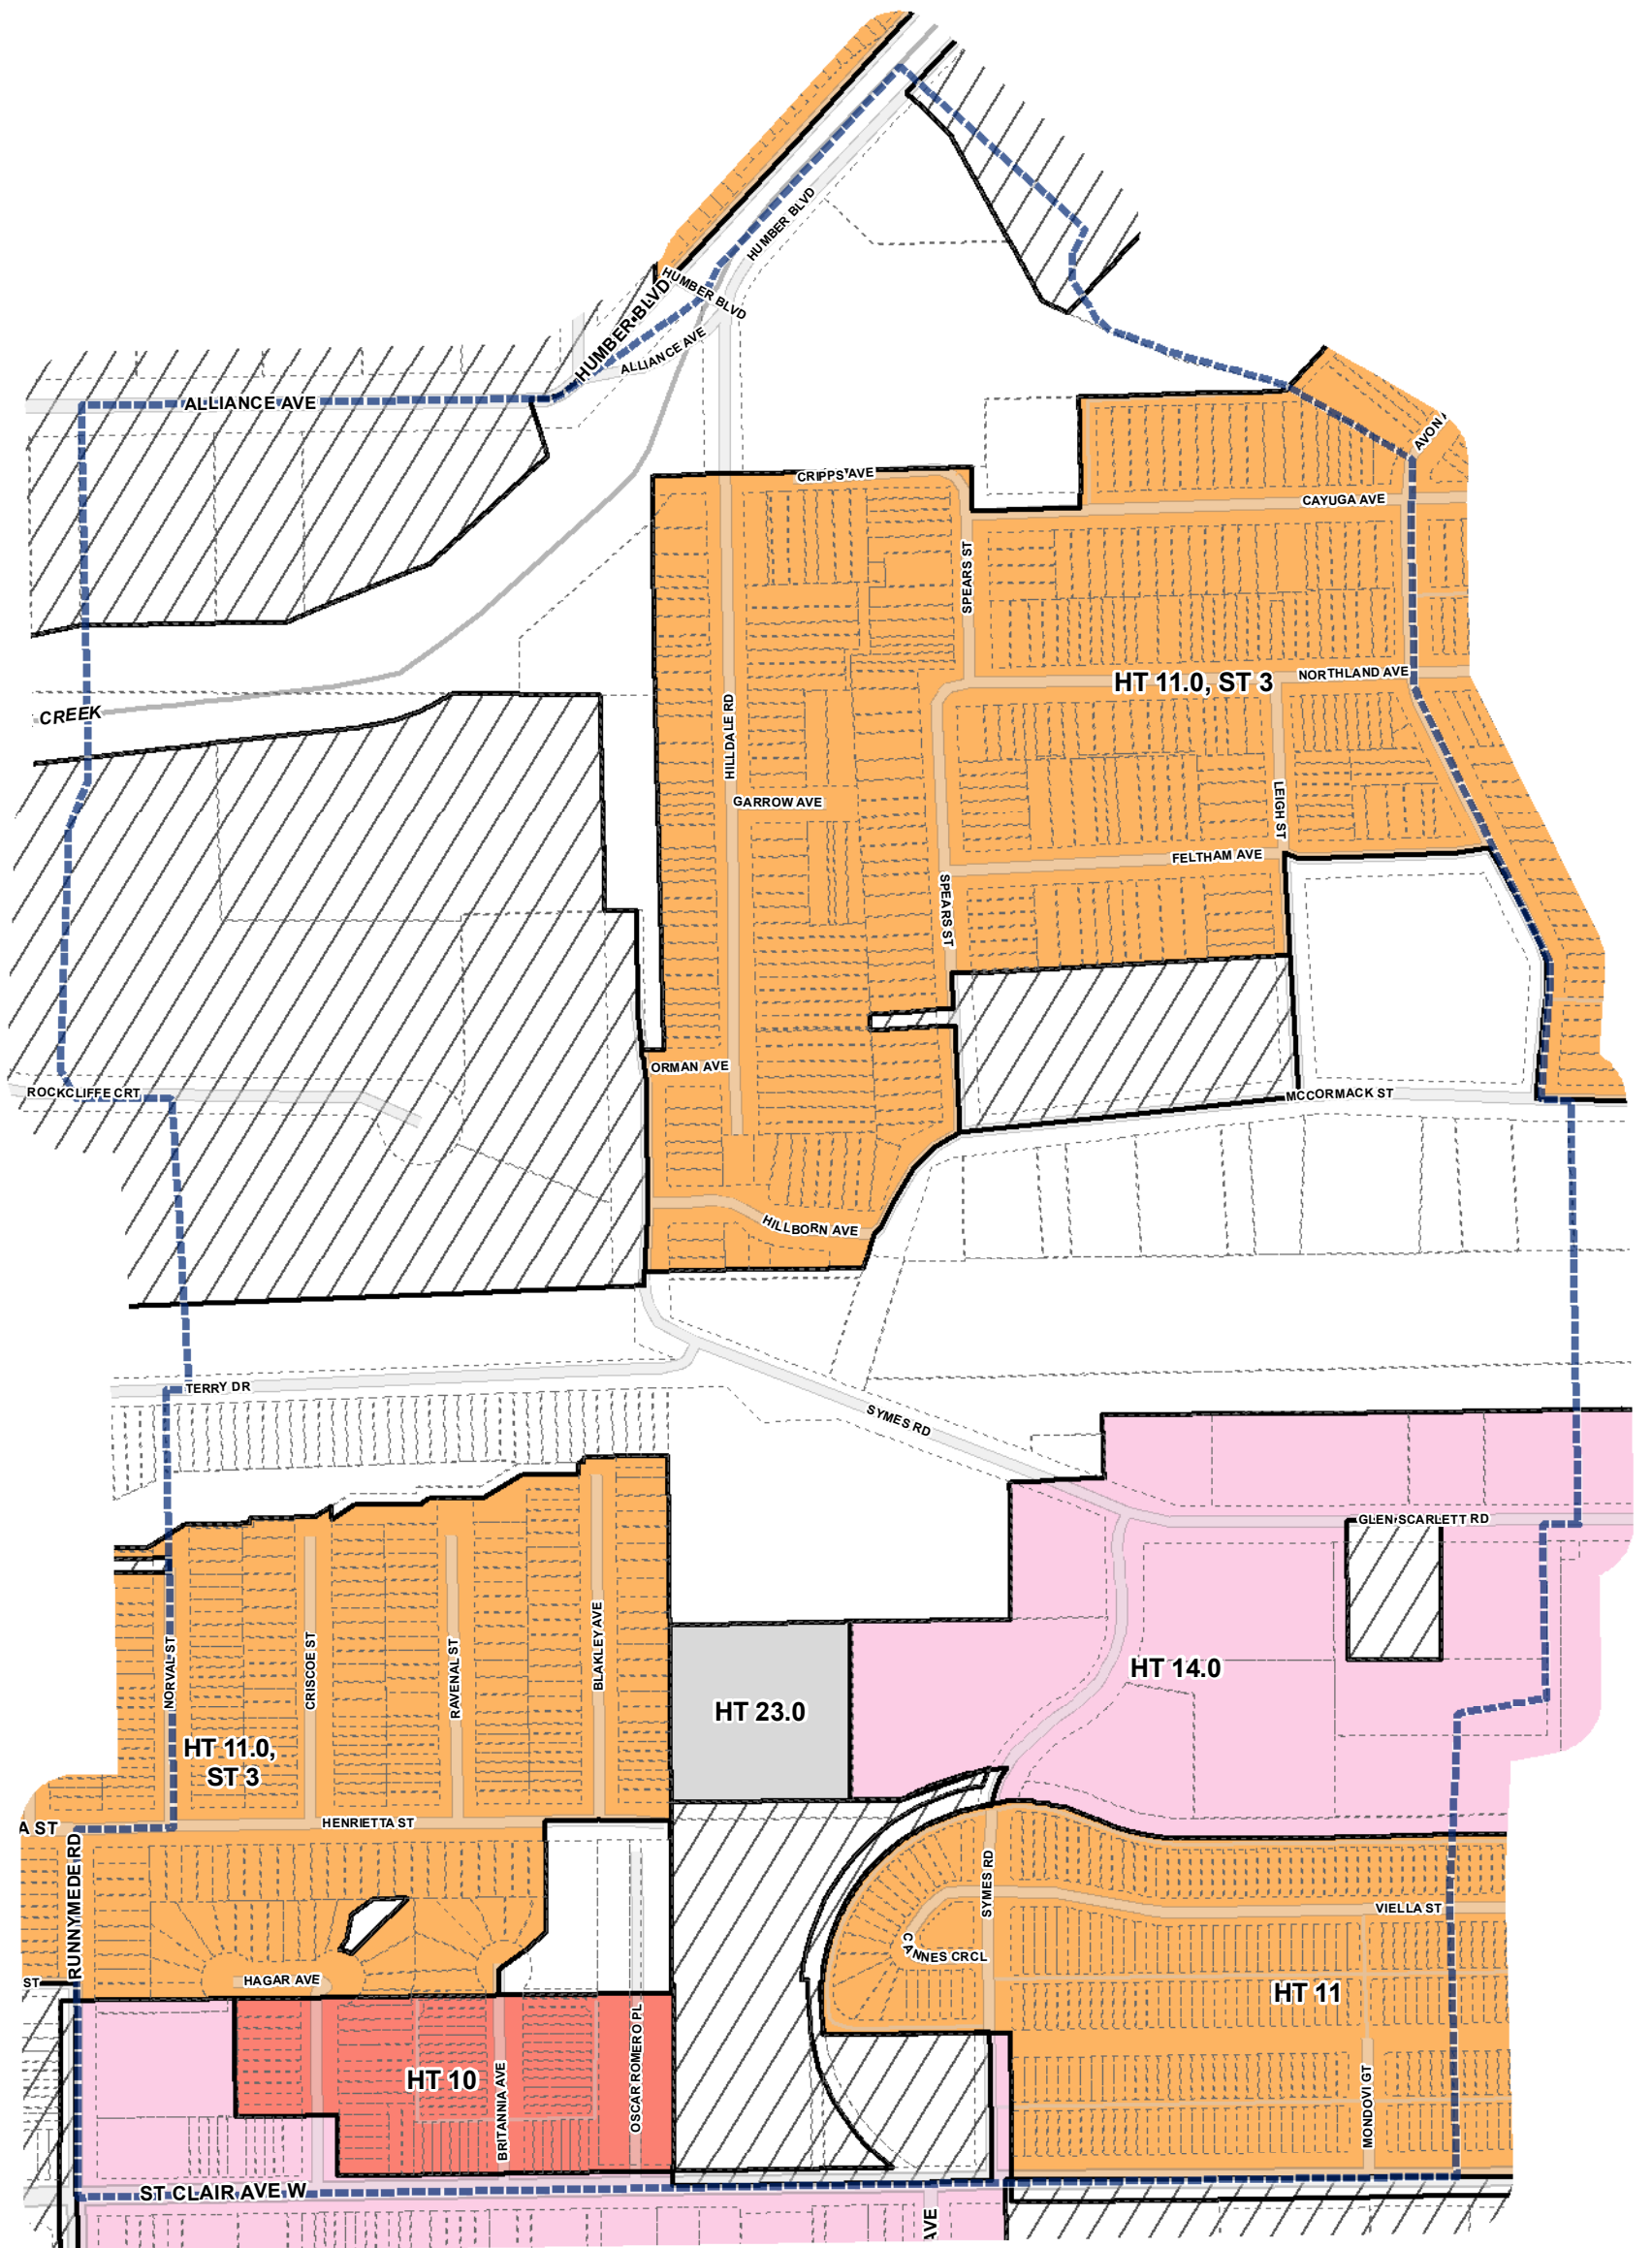 HUMBER BLVD
HUMBER BLVD
HUMBER BLVD
ALLIANCE AVE
ALLIANCE AVE
AVON
CRIPPS AVE
CAYUGA AVE
SPEARS ST
HT 11.0, ST 3
NORTHLAND AVE
CREEK
HILLDALE RD
GARROW AVE
LEIGH ST
FELTHAM AVE
SPEARS ST
ORMAN AVE
ROCKCLIFFE CRT
MCCORMACK ST
HILLBORN AVE
TERRY DR
SYMES RD
GLEN SCARLETT RD
NORVAL ST
CRISCOE ST
RAVENAL ST
BLAKLEY AVE
HT 14.0
HT 23.0
HT 11.0,
ST 3
A ST
HENRIETTA ST
RUNNYMEDE RD
SYMES RD
VIELLA ST
CANNES CRCL
ST
HAGAR AVE
HT 11
HT 10
BRITANNIA AVE
OSCAR ROMERO PL
MONDOVI GT
ST CLAIR AVE W
AVE